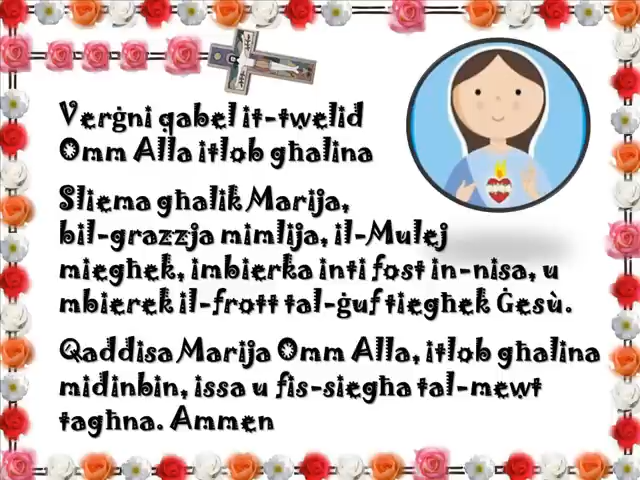 Verġni qabel it-twelid
Omm Alla itlob għalina
Sliema għalik Marija,
bil-grazzja mimlija, il-Mulej
miegħek, imbierka inti fost in-nisa, u
mbierek il-frott tal-ġuf tiegħek Ġesù.
Qaddisa Marija Omm Alla, itlob għalina
midinbin, issa u fis-siegħa tal-mewt
tagħna. Ammen